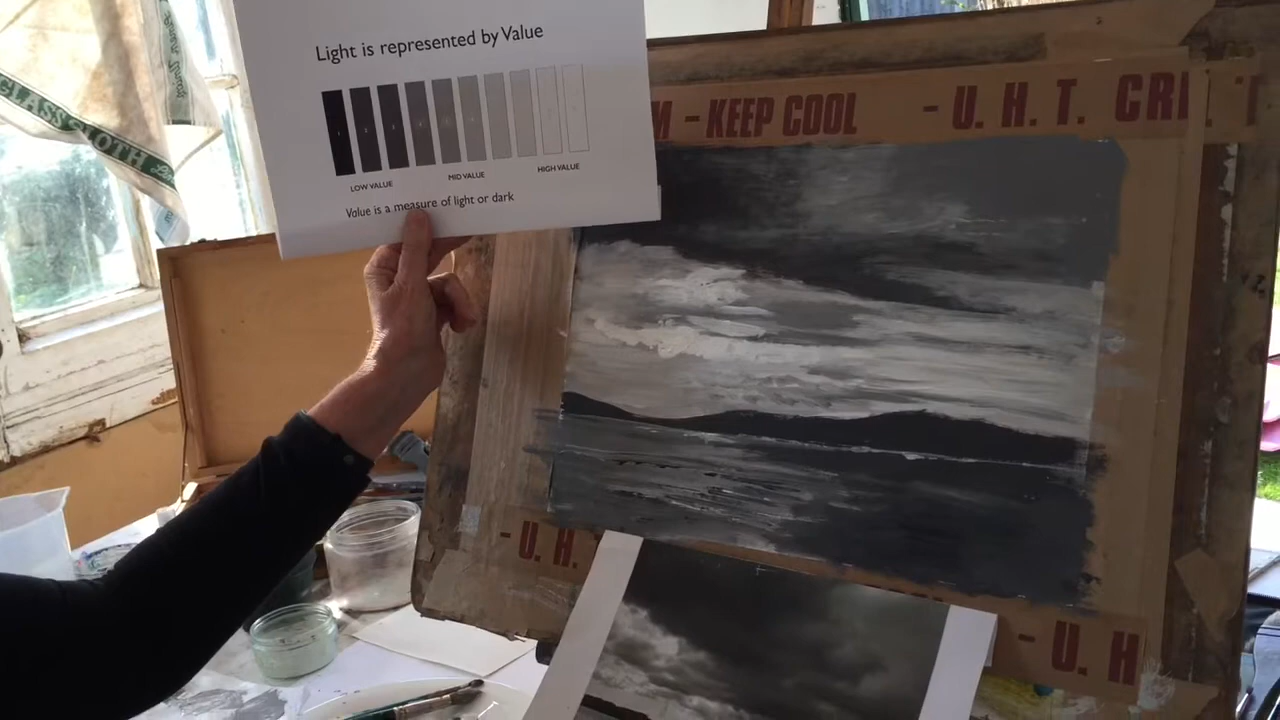 Light is represented by Value
LOW VALUE
MID VALUE
HIGH VALUE
Value is a measure of light or dark
M - KEEP COOL
- U. H. T. CR
GLASS CLOTH
- U. H.
- U. H